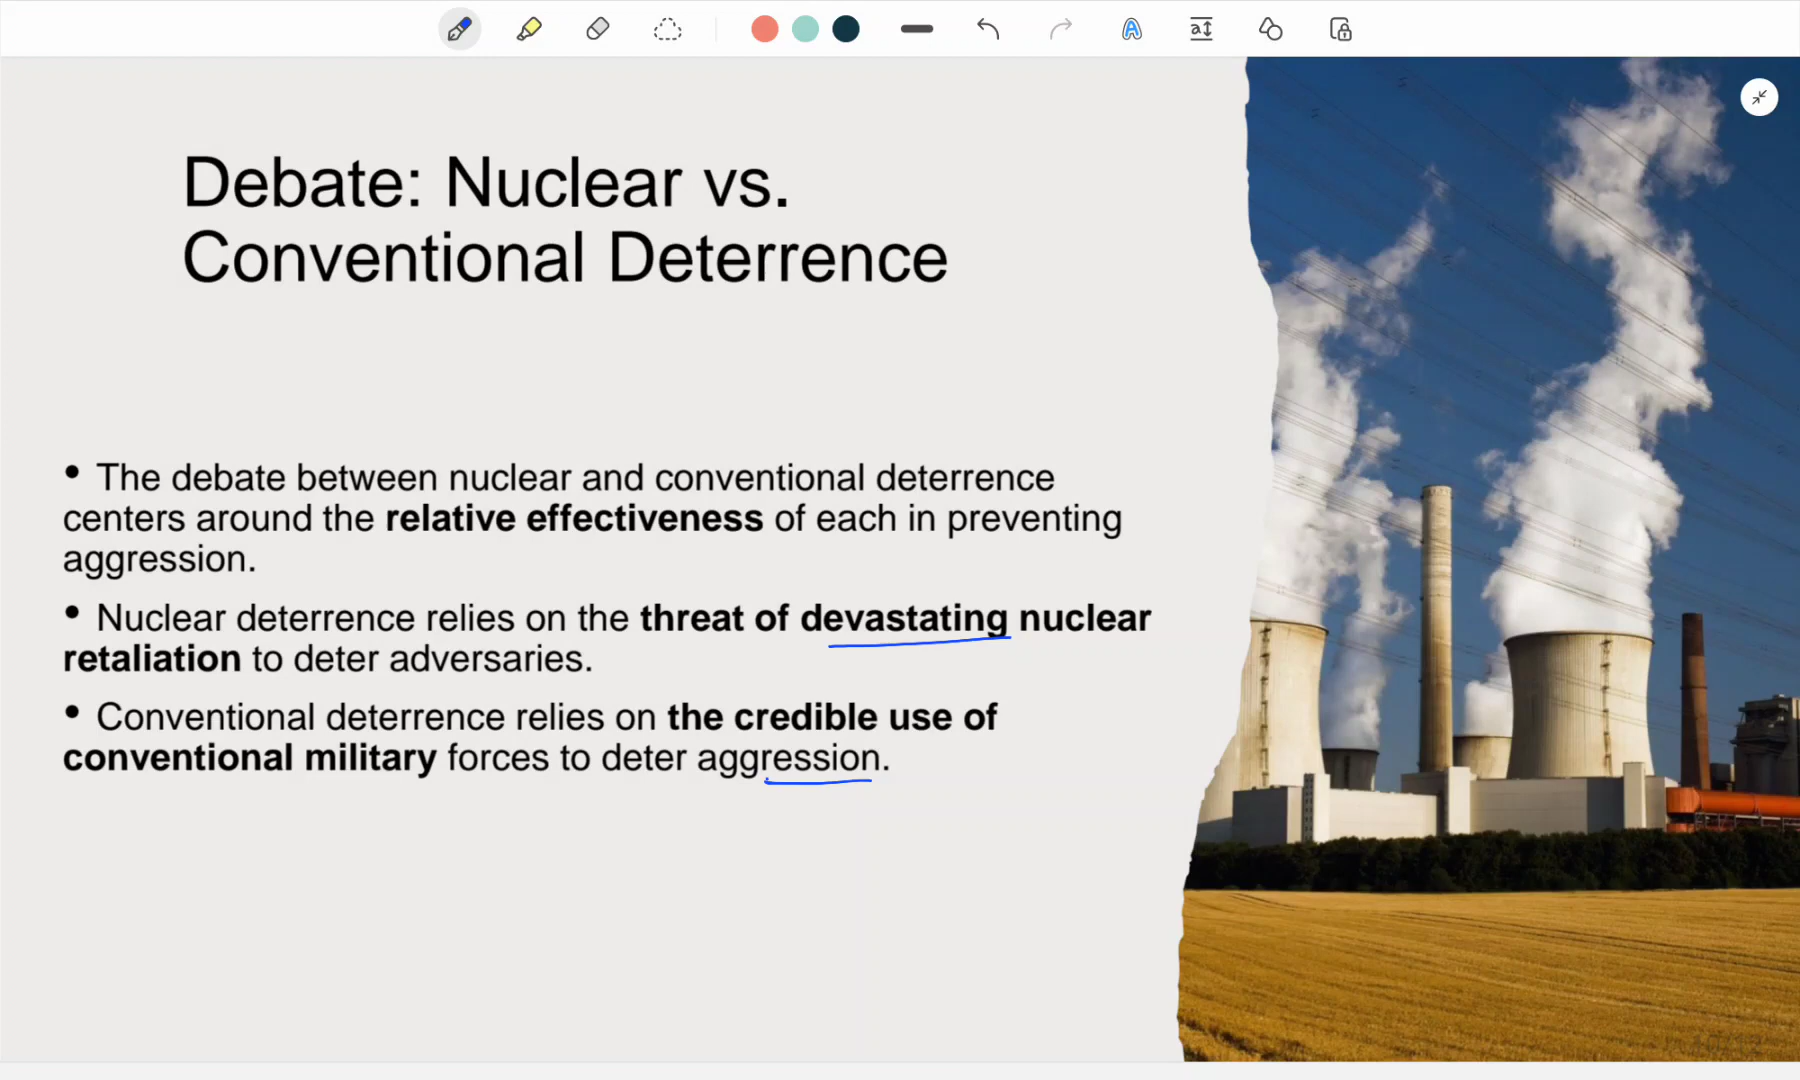 Debate: Nuclear vs.
Conventional Deterrence
• The debate between nuclear and conventional deterrence
centers around the relative effectiveness of each in preventing
aggression.
• Nuclear deterrence relies on the threat of devastating nuclear
retaliation to deter adversaries.
• Conventional deterrence relies on the credible use of
conventional military forces to deter aggression.